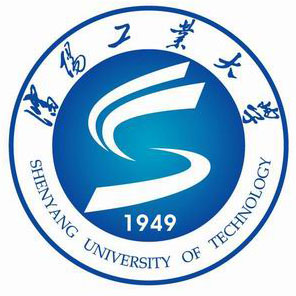 沈阳工业大学
1949
SHENYANG UNIVERSITY OF TECHNOLOGY